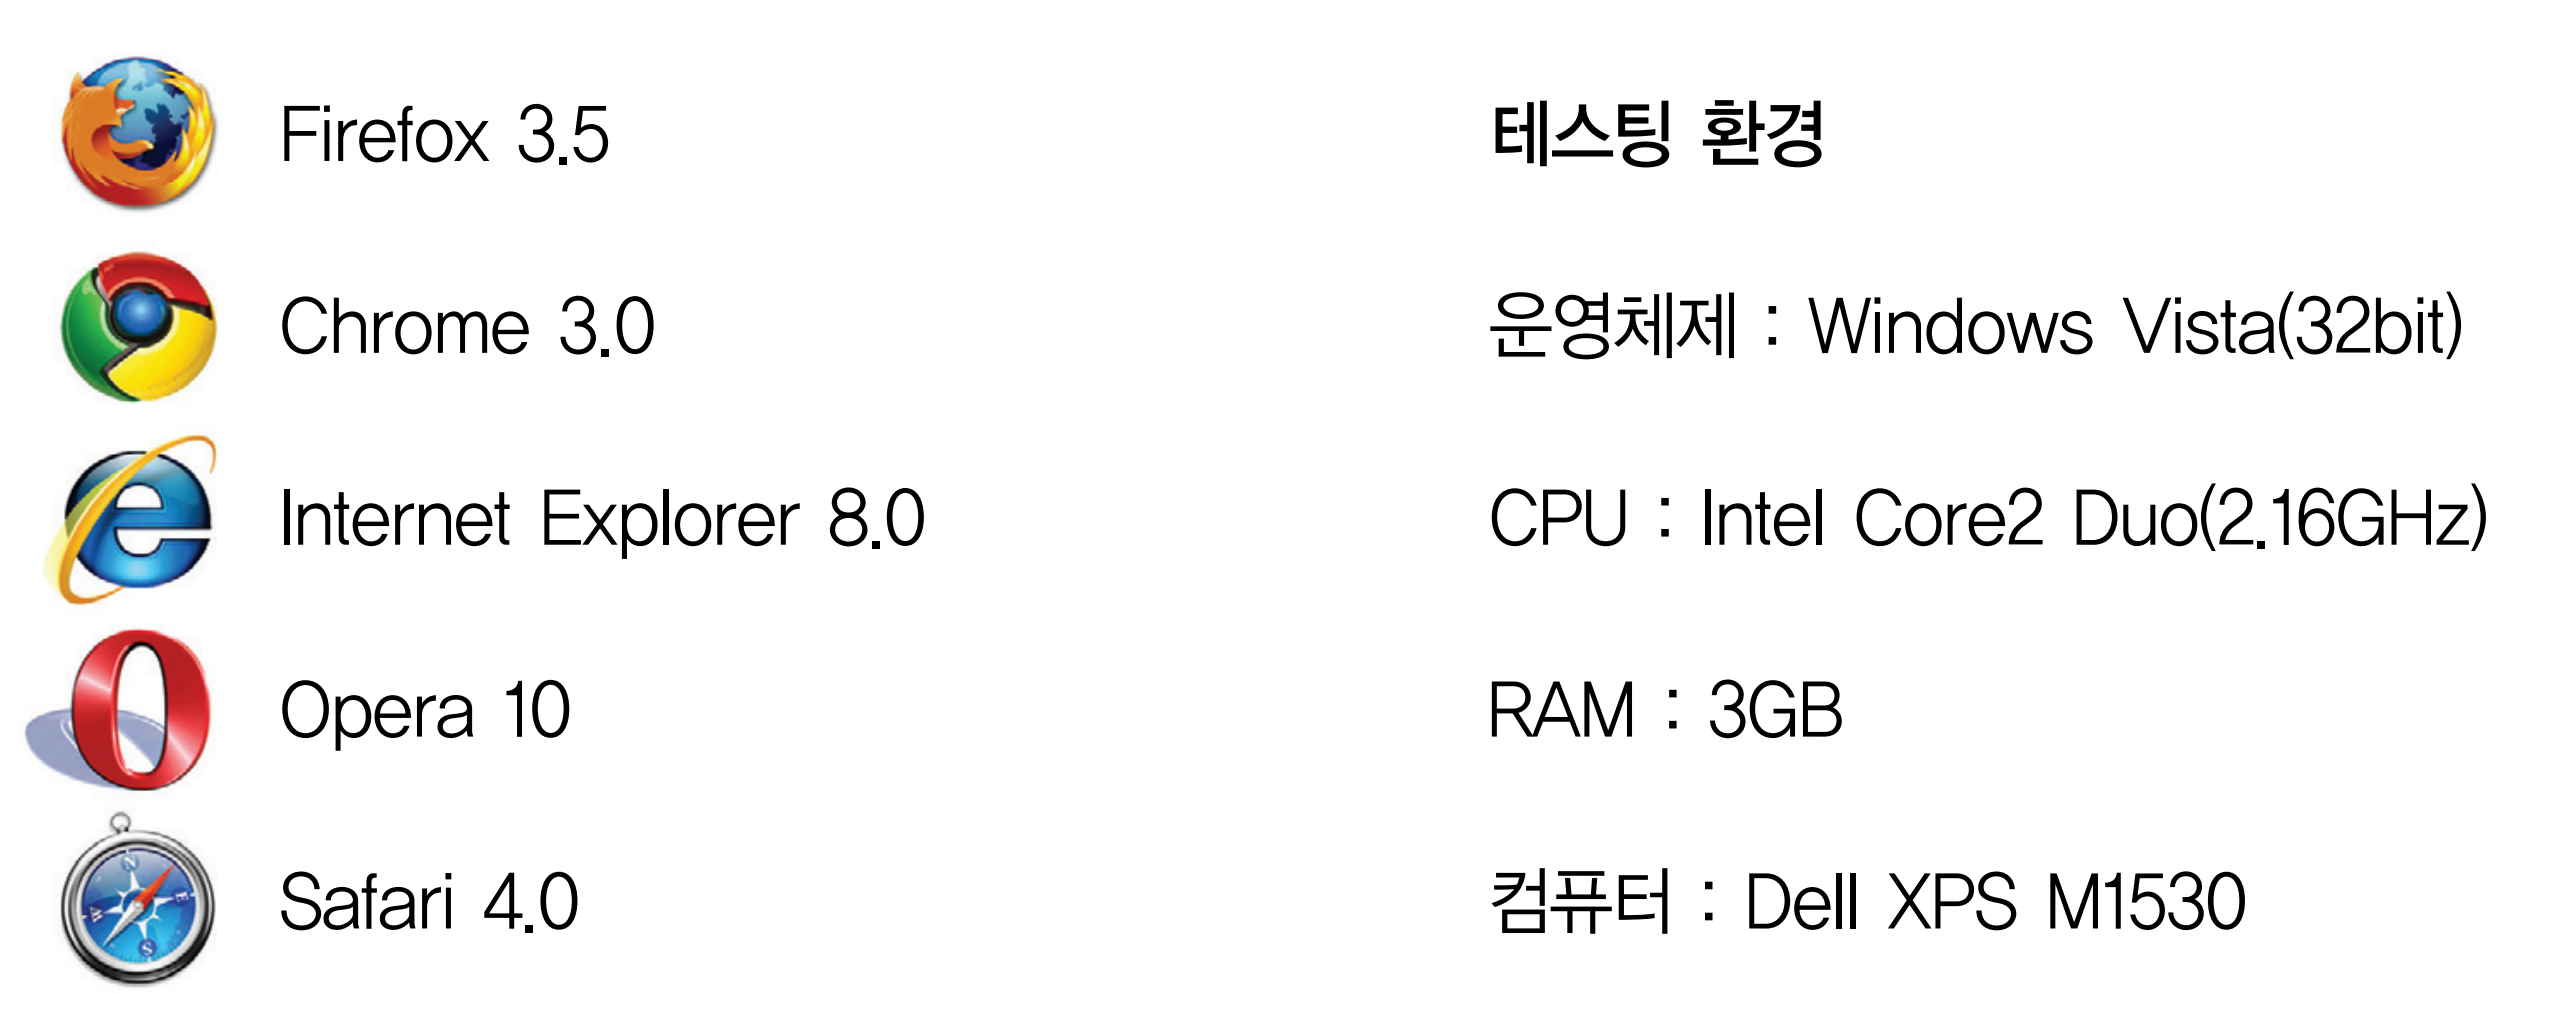 Firefox 3.5
Chrome 3.0
Internet Explorer 8.0
Opera 10
Safari 4.0
테스팅 환경
운영체제 : Windows Vista(32bit)
CPU : Intel Core2 Duo(2.16GHz)
RAM : 3GB
컴퓨터 : Dell XPS M1530